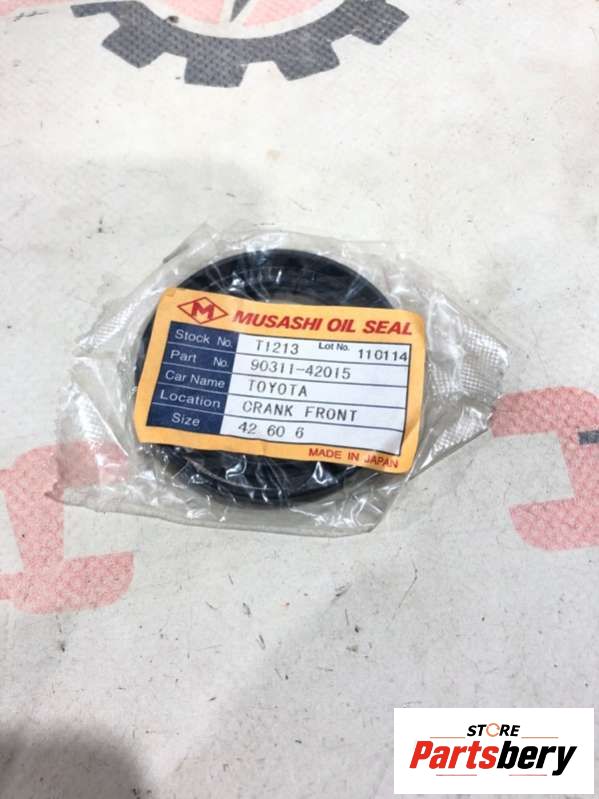 M MUSASHI OIL SEAL
Stock No. T1213 Lot No. 110114
Part No. 90311-42015
Car Name TOYOTA
Location CRANK FRONT
Size 42 60 6
MADE IN JAPAN
STORE
Partsbery